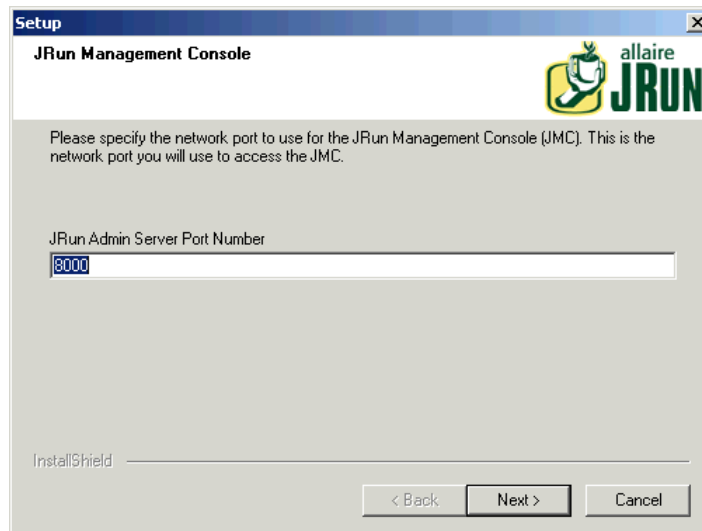 Setup
JRun Management Console
allaire
JRUN
Please specify the network port to use for the JRun Management Console (JMC). This is the
network port you will use to access the JMC.
JRun Admin Server Port Number
8000
InstallShield
< Back
Next >
Cancel